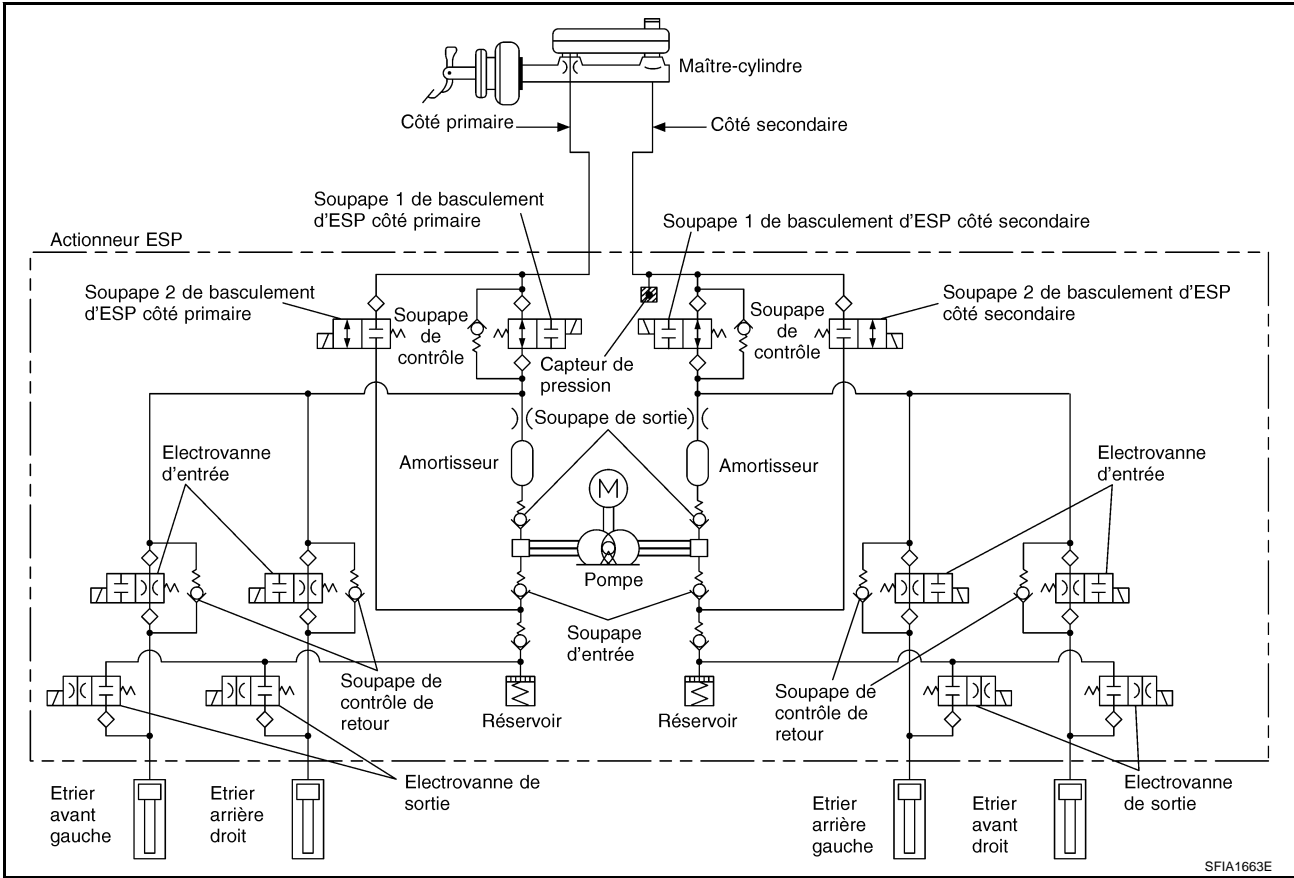 Maître-cylindre
Côté primaire
Côté secondaire
Soupape 1 de basculement
d'ESP côté primaire
Soupape 1 de basculement d'ESP côté secondaire
Actionneur ESP
Soupape 2 de basculement
d'ESP côté primaire
Soupape
de
contrôle
Capteur de
pression
Soupape
de
contrôle
Soupape 2 de basculement d'ESP
côté secondaire
Soupape de sortie
Electrovanne
d'entrée
Amortisseur
M
Amortisseur
Electrovanne
d'entrée
Pompe
Soupape
d'entrée
Soupape de
contrôle de
retour
Réservoir
Réservoir
Soupape de
contrôle de
retour
Etrier
avant
gauche
Etrier
arrière
droit
Electrovanne de
sortie
Etrier
arrière
gauche
Etrier
avant
droit
Electrovanne
de sortie
SFIA1663E